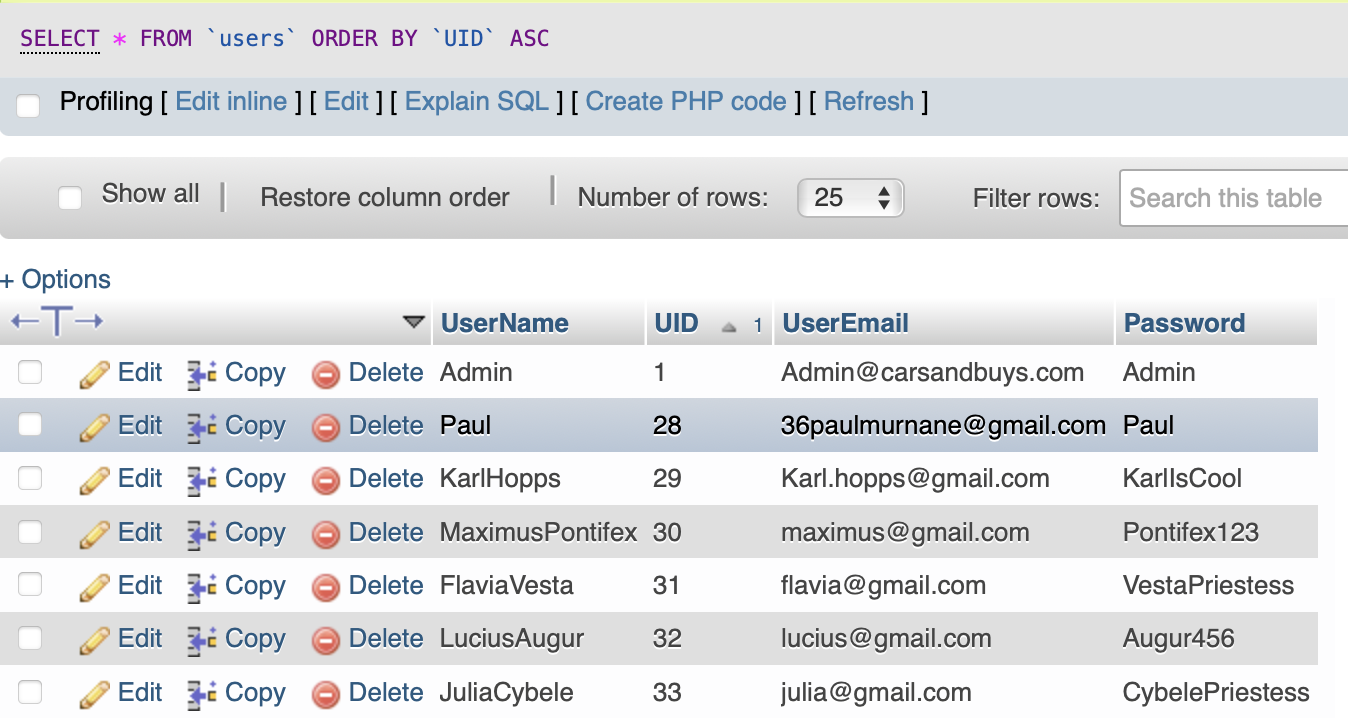 SELECT * FROM `users` ORDER BY `UID` ASC
Profiling [ Edit inline ] [ Edit ] [ Explain SQL ] [ Create PHP code ] [ Refresh ]
Show all | Restore column order | Number of rows: 25 Filter rows: Search this table
+ Options
←T→ UserName UID 1 UserEmail Password
Edit Copy Delete Admin 1 Admin@carsandbuys.com Admin
Edit Copy Delete Paul 28 36paulmurnane@gmail.com Paul
Edit Copy Delete KarlHopps 29 Karl.hopps@gmail.com KarlIsCool
Edit Copy Delete MaximusPontifex 30 maximus@gmail.com Pontifex123
Edit Copy Delete FlaviaVesta 31 flavia@gmail.com VestaPriestess
Edit Copy Delete LuciusAugur 32 lucius@gmail.com Augur456
Edit Copy Delete JuliaCybele 33 julia@gmail.com CybelePriestess